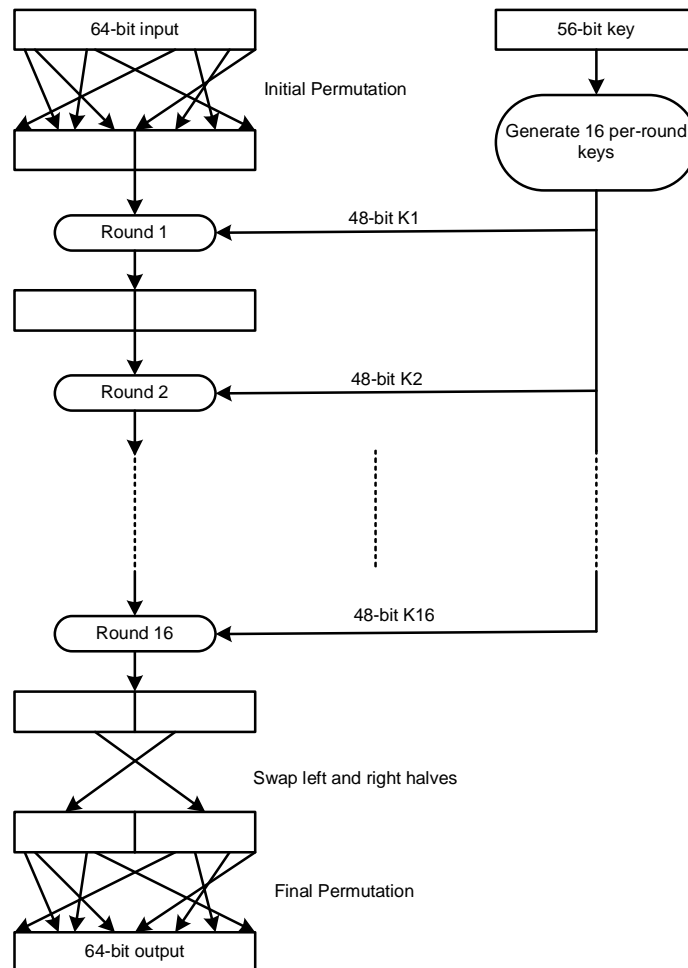 64-bit input
56-bit key
Initial Permutation
Generate 16 per-round
keys
48-bit K1
Round 1
48-bit K2
Round 2
48-bit K16
Round 16
Swap left and right halves
Final Permutation
64-bit output